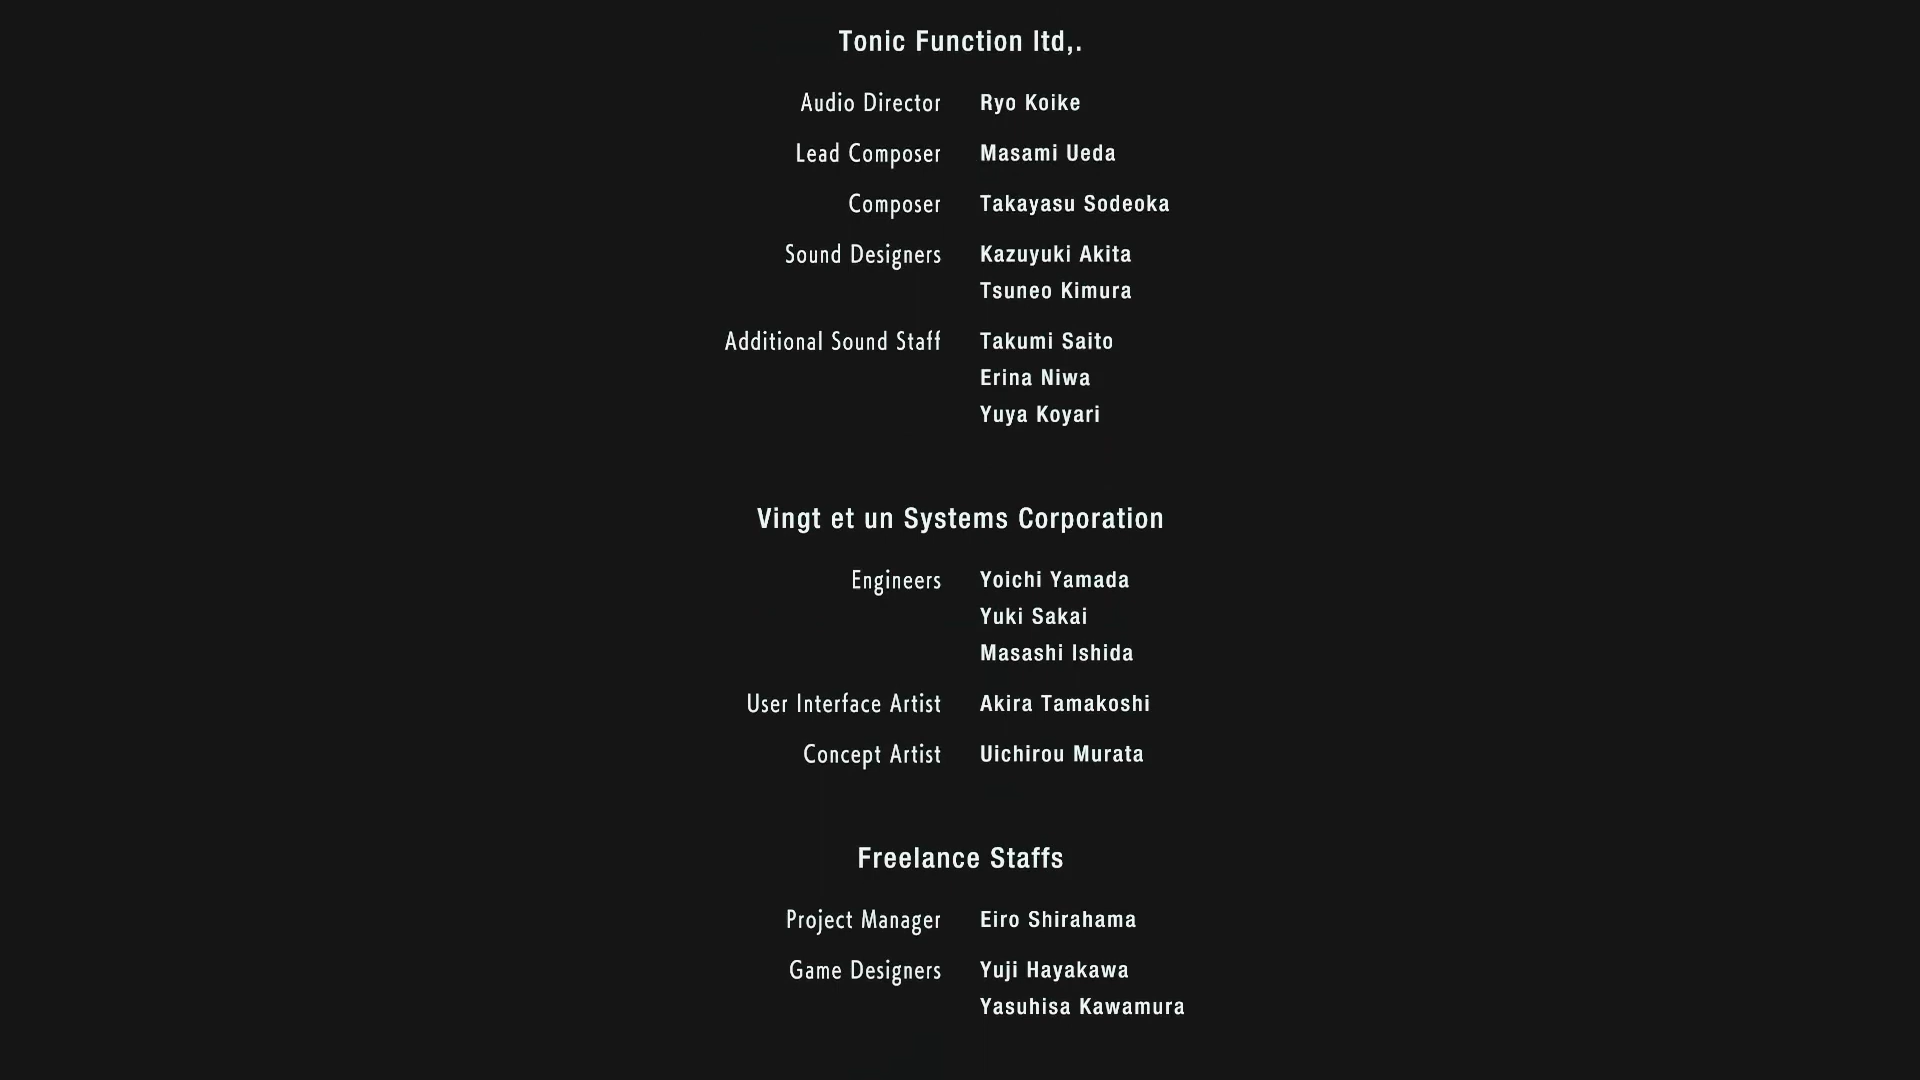 Tonic Function ltd,.
Audio Director Ryo Koike
Lead Composer Masami Ueda
Composer Takayasu Sodeoka
Sound Designers Kazuyuki Akita
Tsuneo Kimura
Additional Sound Staff Takumi Saito
Erina Niwa
Yuya Koyari
Vingt et un Systems Corporation
Engineers Yoichi Yamada
Yuki Sakai
Masashi Ishida
User Interface Artist Akira Tamakoshi
Concept Artist Uichirou Murata
Freelance Staffs
Project Manager Eiro Shirahama
Game Designers Yuji Hayakawa
Yasuhisa Kawamura